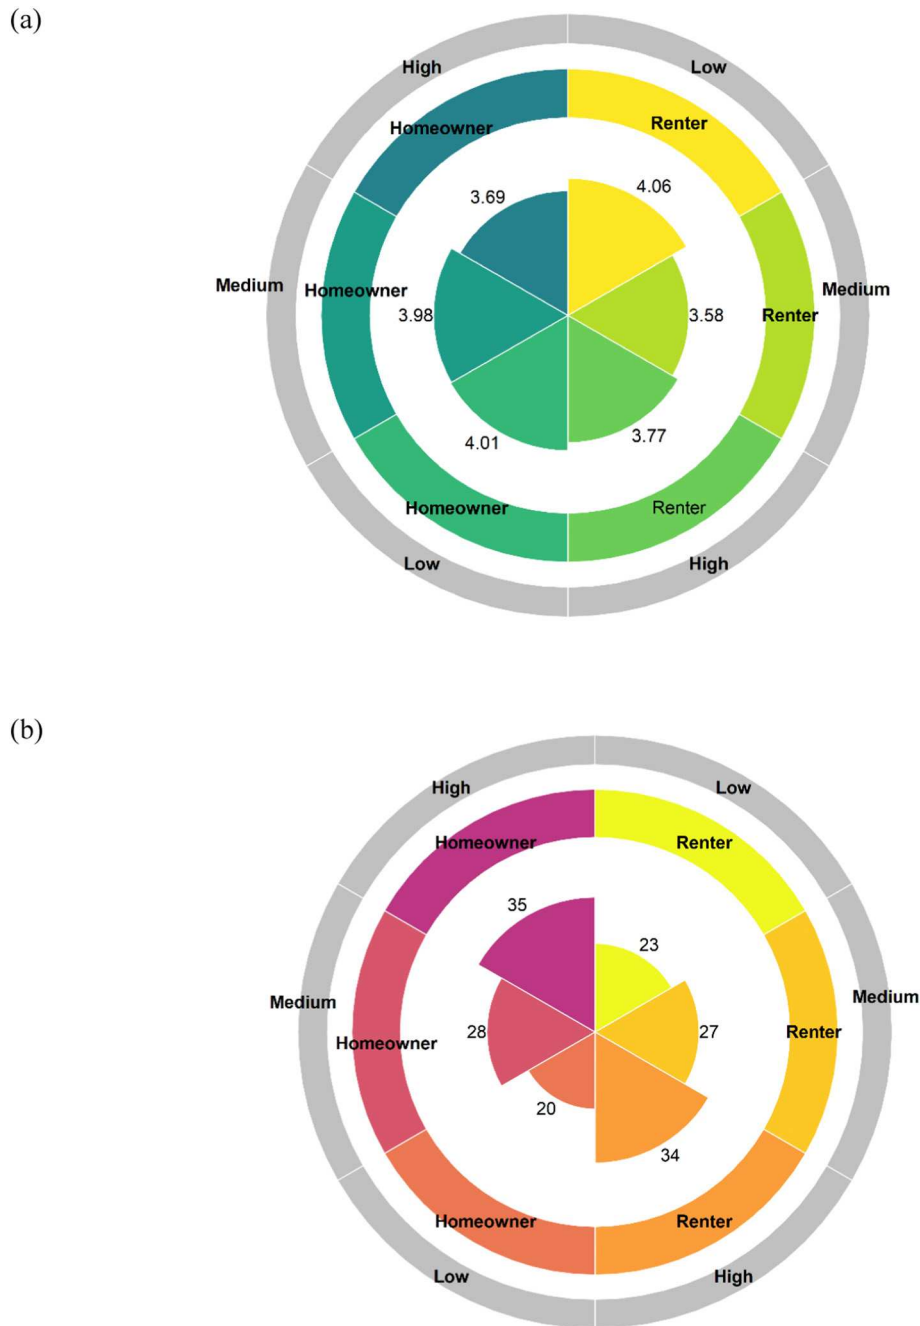 (a)
High
Low
Homeowner
Renter
3.69
4.06
Medium
Homeowner
3.98
3.58
Renter
Medium
4.01
3.77
Homeowner
Renter
Low
High
(b)
High
Low
Homeowner
Renter
35
23
Medium
Homeowner
28
27
Renter
Medium
20
34
Homeowner
Renter
Low
High